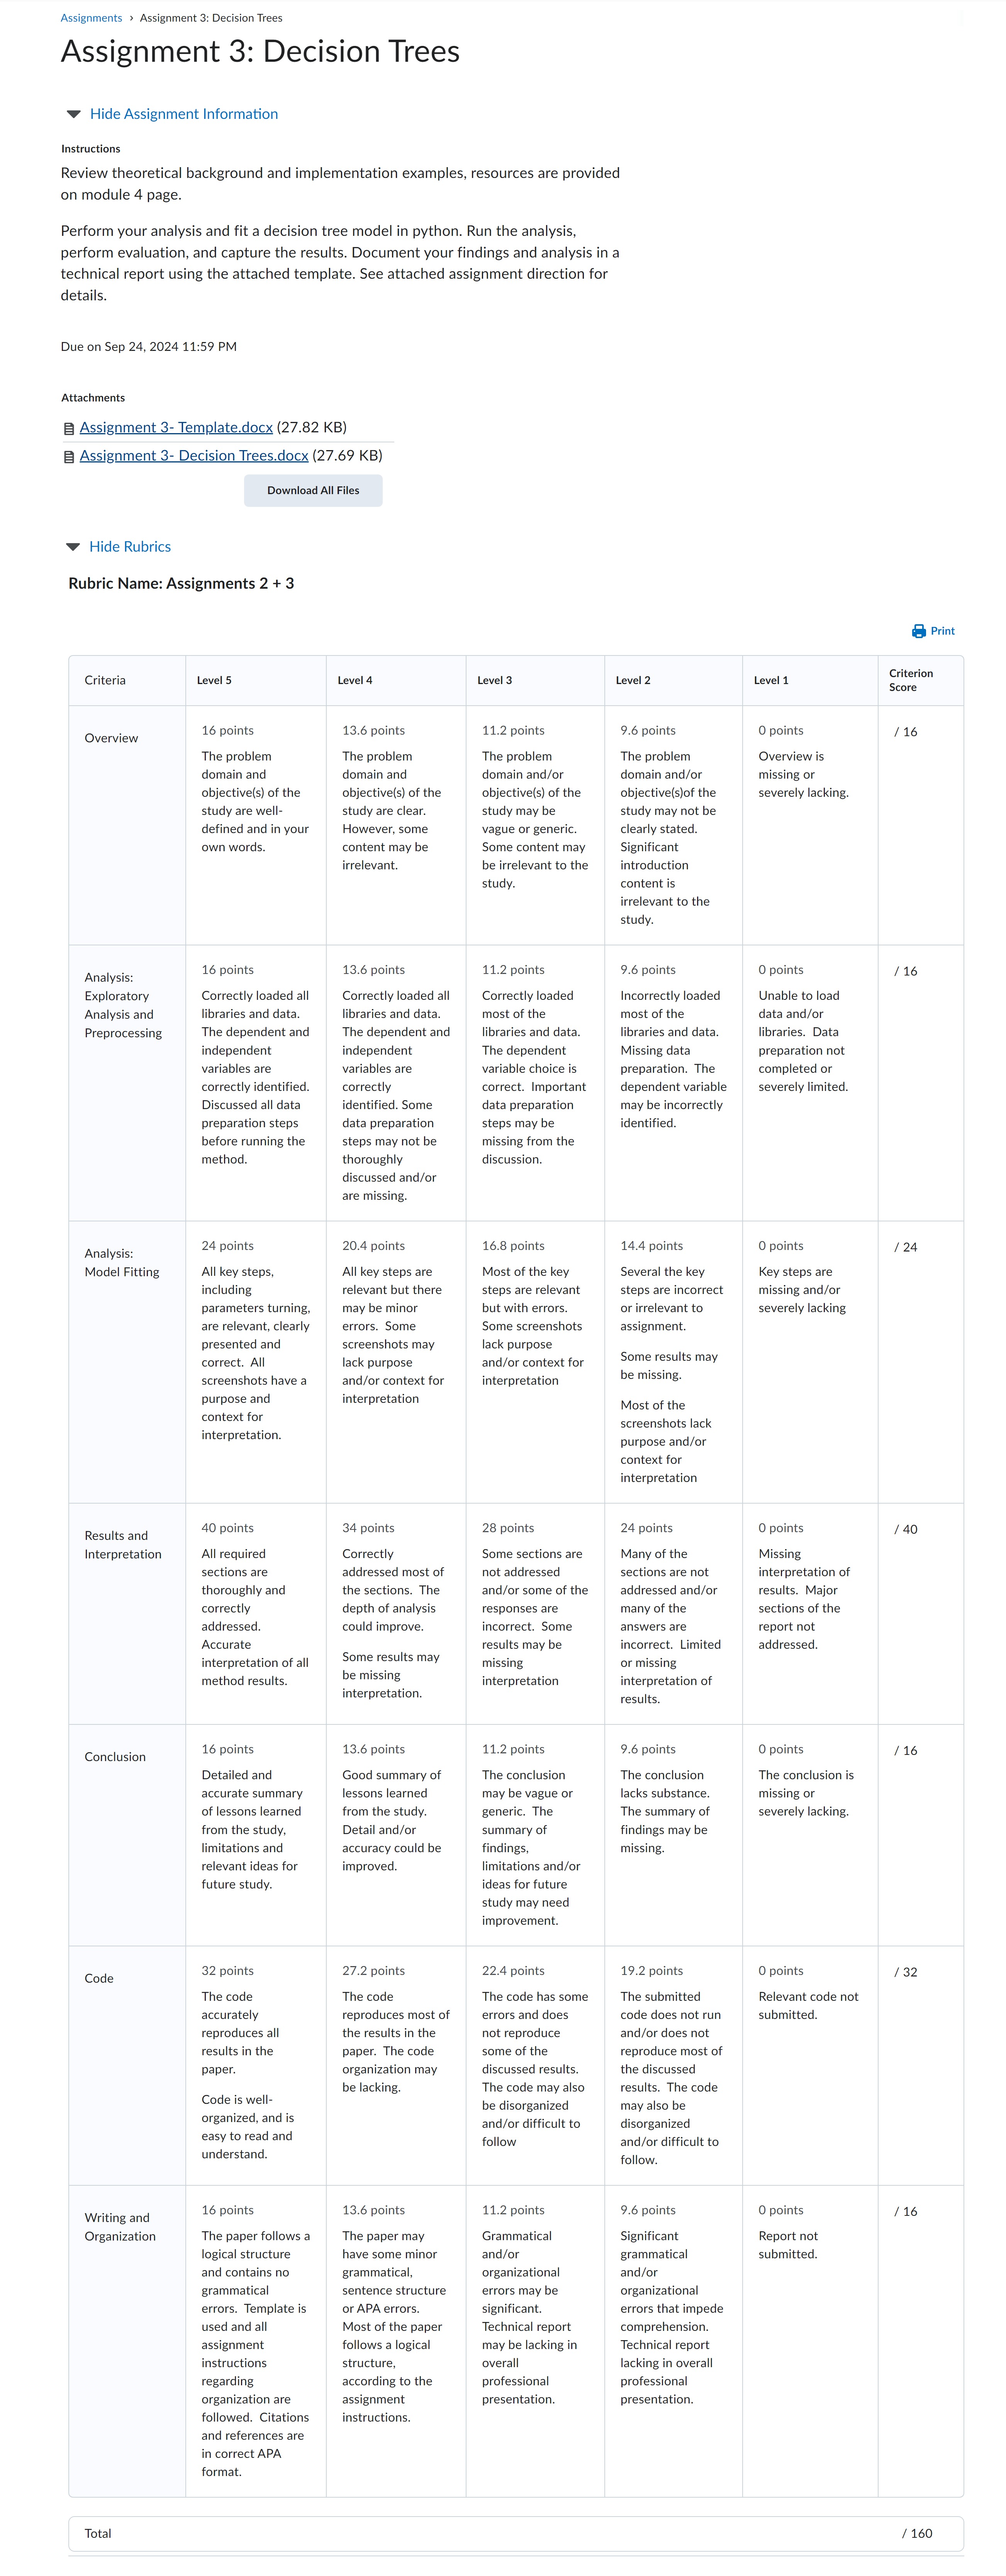 Assignments › Assignment 3: Decision Trees
Assignment 3: Decision Trees
Hide Assignment Information
Instructions
Review theoretical background and implementation examples, resources are provided
on module 4 page.
Perform your analysis and fit a decision tree model in python. Run the analysis,
perform evaluation, and capture the results. Document your findings and analysis in a
technical report using the attached template. See attached assignment direction for
details.
Due on Sep 24, 2024 11:59 PM
Attachments
Assignment 3- Template.docx (27.82 KB)
Assignment 3- Decision Trees.docx (27.69 KB)
Download All Files
Hide Rubrics
Rubric Name: Assignments 2 + 3
Print
Criteria
Level 5
Level 4
Level 3
Level 2
Level 1
Criterion
Score
Overview
16 points
The problem
domain and
objective(s) of the
study are well-
defined and in your
own words.
13.6 points
The problem
domain and
objective(s) of the
study are clear.
However, some
content may be
irrelevant.
11.2 points
The problem
domain and/or
objective(s) of the
study may be
vague or generic.
Some content may
be irrelevant to the
study.
9.6 points
The problem
domain and/or
objective(s)of the
study may not be
clearly stated.
Significant
introduction
content is
irrelevant to the
study.
0 points
Overview is
missing or
severely lacking.
/ 16
Analysis:
Exploratory
Analysis and
Preprocessing
16 points
Correctly loaded all
libraries and data.
The dependent and
independent
variables are
correctly identified.
Discussed all data
preparation steps
before running the
method.
13.6 points
Correctly loaded all
libraries and data.
The dependent and
independent
variables are
correctly
identified. Some
data preparation
steps may not be
thoroughly
discussed and/or
are missing.
11.2 points
Correctly loaded
most of the
libraries and data.
The dependent
variable choice is
correct. Important
data preparation
steps may be
missing from the
discussion.
9.6 points
Incorrectly loaded
most of the
libraries and data.
Missing data
preparation. The
dependent variable
may be incorrectly
identified.
0 points
Unable to load
data and/or
libraries. Data
preparation not
completed or
severely limited.
/ 16
Analysis:
Model Fitting
24 points
All key steps,
including
parameters turning,
are relevant, clearly
presented and
correct. All
screenshots have a
purpose and
context for
interpretation.
20.4 points
All key steps are
relevant but there
may be minor
errors. Some
screenshots may
lack purpose
and/or context for
interpretation
16.8 points
Most of the key
steps are relevant
but with errors.
Some screenshots
lack purpose
and/or context for
interpretation
14.4 points
Several the key
steps are incorrect
or irrelevant to
assignment.
Some results may
be missing.
Most of the
screenshots lack
purpose and/or
context for
interpretation
0 points
Key steps are
missing and/or
severely lacking
/ 24
Results and
Interpretation
40 points
All required
sections are
thoroughly and
correctly
addressed.
Accurate
interpretation of all
method results.
34 points
Correctly
addressed most of
the sections. The
depth of analysis
could improve.
Some results may
be missing
interpretation.
28 points
Some sections are
not addressed
and/or some of the
responses are
incorrect. Some
results may be
missing
interpretation
24 points
Many of the
sections are not
addressed and/or
many of the
answers are
incorrect. Limited
or missing
interpretation of
results.
0 points
Missing
interpretation of
results. Major
sections of the
report not
addressed.
/ 40
Conclusion
16 points
Detailed and
accurate summary
of lessons learned
from the study,
limitations and
relevant ideas for
future study.
13.6 points
Good summary of
lessons learned
from the study.
Detail and/or
accuracy could be
improved.
11.2 points
The conclusion
may be vague or
generic. The
summary of
findings,
limitations and/or
ideas for future
study may need
improvement.
9.6 points
The conclusion
lacks substance.
The summary of
findings may be
missing.
0 points
The conclusion is
missing or
severely lacking.
/ 16
Code
32 points
The code
accurately
reproduces all
results in the
paper.
Code is well-
organized, and is
easy to read and
understand.
27.2 points
The code
reproduces most of
the results in the
paper. The code
organization may
be lacking.
22.4 points
The code has some
errors and does
not reproduce
some of the
discussed results.
The code may also
be disorganized
and/or difficult to
follow
19.2 points
The submitted
code does not run
and/or does not
reproduce most of
the discussed
results. The code
may also be
disorganized
and/or difficult to
follow.
0 points
Relevant code not
submitted.
/ 32
Writing and
Organization
16 points
The paper follows a
logical structure
and contains no
grammatical
errors. Template is
used and all
assignment
instructions
regarding
organization are
followed. Citations
and references are
in correct APA
format.
13.6 points
The paper may
have some minor
grammatical,
sentence structure
or APA errors.
Most of the paper
follows a logical
structure,
according to the
assignment
instructions.
11.2 points
Grammatical
and/or
organizational
errors may be
significant.
Technical report
may be lacking in
overall
professional
presentation.
9.6 points
Significant
grammatical
and/or
organizational
errors that impede
comprehension.
Technical report
lacking in overall
professional
presentation.
0 points
Report not
submitted.
/ 16
Total
/ 160